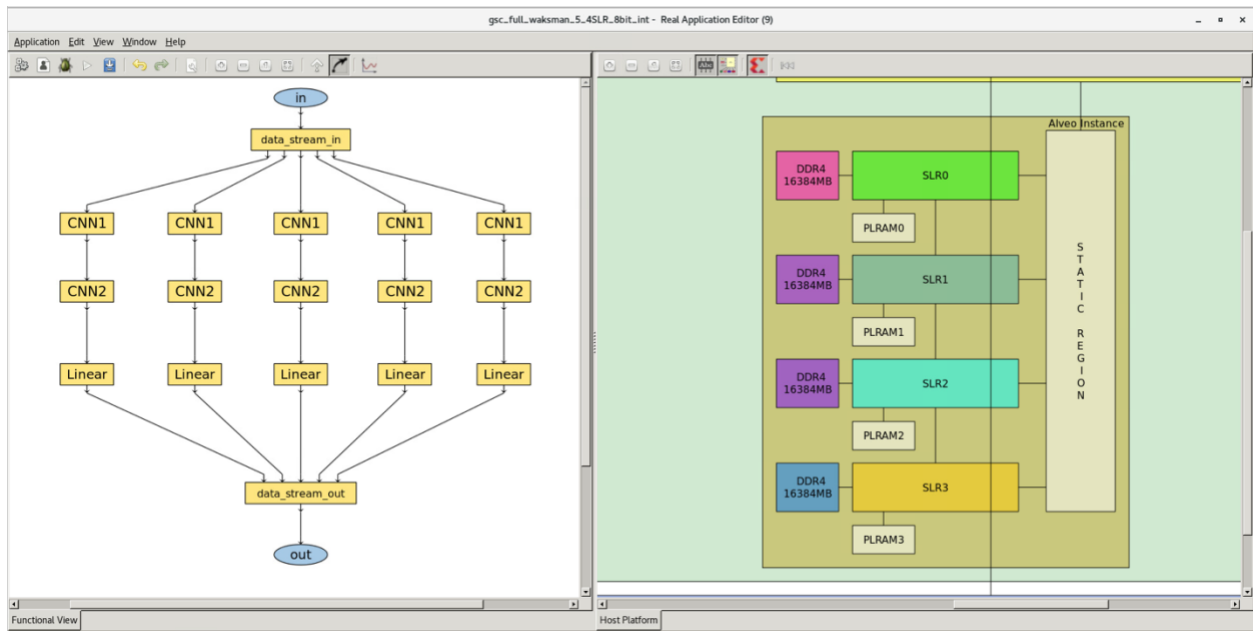 gsc_full_waksman_5_4SLR_8bit_int - Real Application Editor (9)
Application Edit View Window Help
in
data_stream_in
CNN1 CNN1 CNN1 CNN1 CNN1
CNN2 CNN2 CNN2 CNN2 CNN2
Linear Linear Linear Linear Linear
data_stream_out
out
Functional View
Alveo Instance
DDR4
16384MB
SLR0
PLRAM0
DDR4
16384MB
SLR1
PLRAM1
DDR4
16384MB
SLR2
PLRAM2
DDR4
16384MB
SLR3
PLRAM3
S
T
A
T
I
C
R
E
G
I
O
N
Host Platform